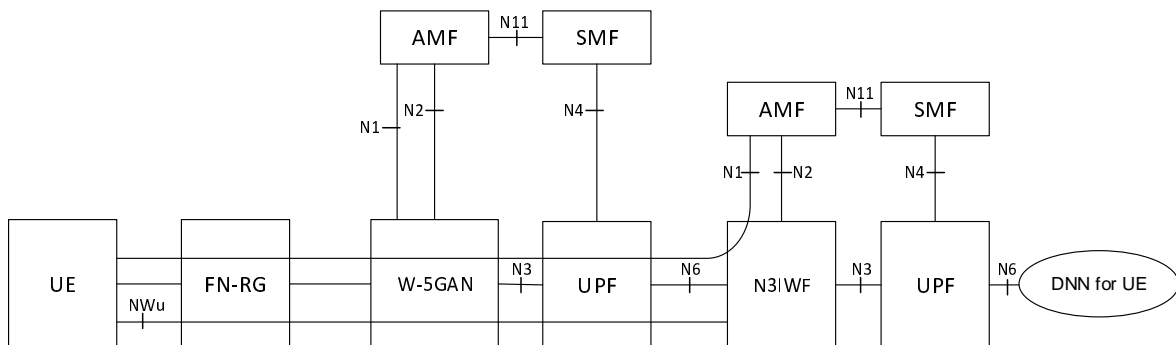 N11
AMF
SMF
N1
N2
N4
N11
AMF
SMF
N1
N2
N4
UE
FN-RG
W-5GAN
N3
UPF
N6
N3IWF
N3
UPF
N6
DNN for UE
NWu